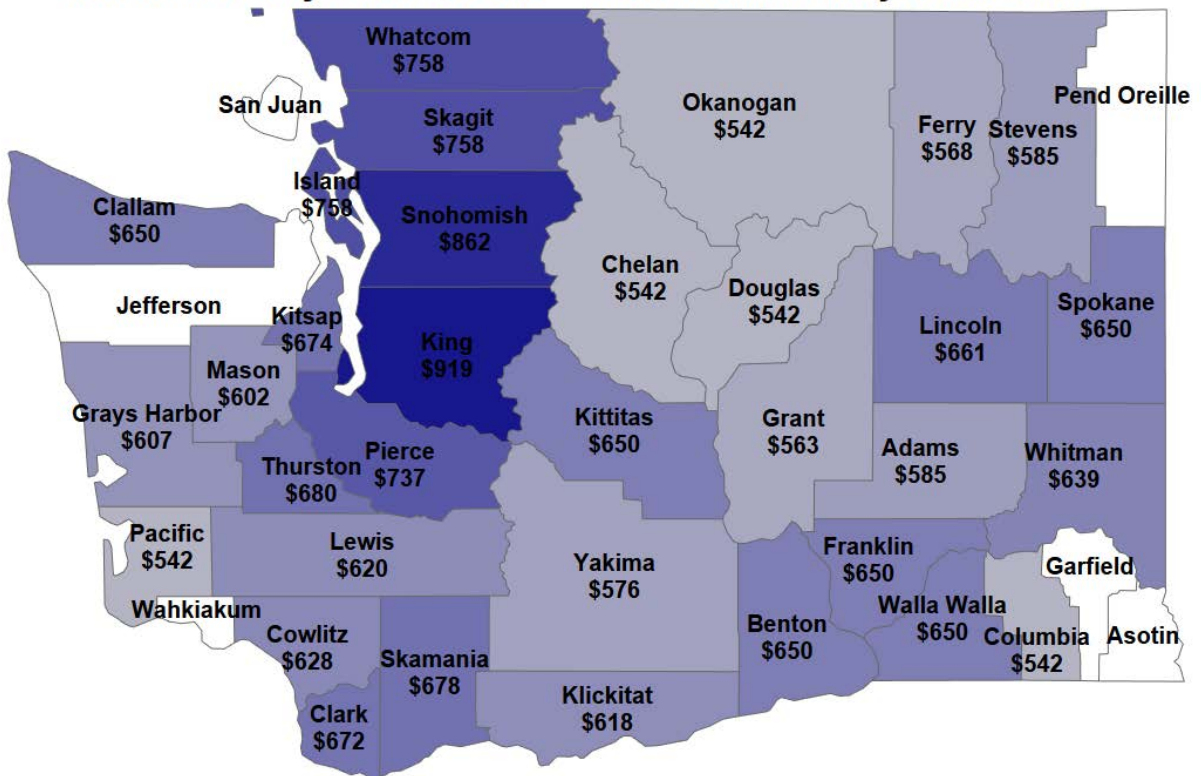 Whatcom
$758
San Juan
Skagit
$758
Island
$758
Snohomish
$862
Okanogan
$542
Ferry
$568
Stevens
$585
Pend Oreille
Clallam
$650
Jefferson
Kitsap
$674
King
$919
Chelan
$542
Douglas
$542
Lincoln
$661
Spokane
$650
Mason
$602
Grays Harbor
$607
Thurston
$680
Pierce
$737
Kittitas
$650
Grant
$563
Adams
$585
Whitman
$639
Pacific
$542
Lewis
$620
Yakima
$576
Franklin
$650
Garfield
Wahkiakum
Cowlitz
$628
Skamania
$678
Benton
$650
Walla Walla
$650
Columbia
$542
Asotin
Clark
$672
Klickitat
$618